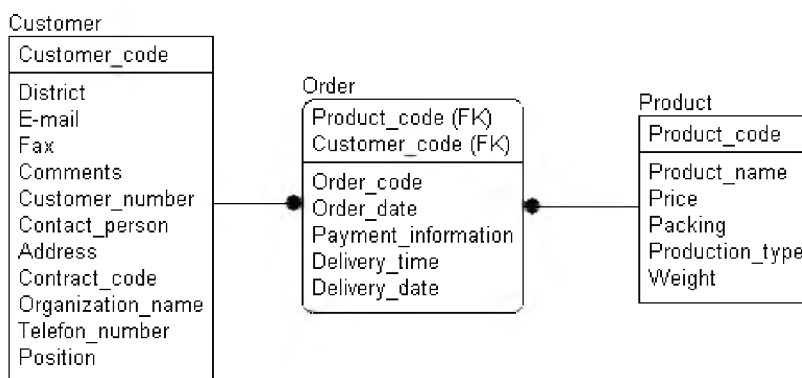 Customer
Customer_code
District
E-mail
Fax
Comments
Customer_number
Contact_person
Address
Contract_code
Organization_name
Telefon_number
Position
Order
Product_code (FK)
Customer_code (FK)
Order_code
Order_date
Payment_information
Delivery_time
Delivery_date
Product
Product_code
Product_name
Price
Packing
Production_type
Weight